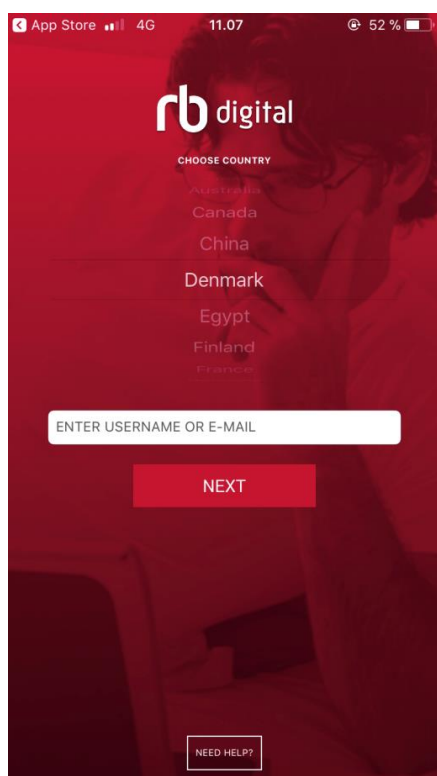 App Store 4G 11.07 52 %
rb digital
CHOOSE COUNTRY
Australia
Canada
China
Denmark
Egypt
Finland
France
ENTER USERNAME OR E-MAIL
NEXT
NEED HELP?